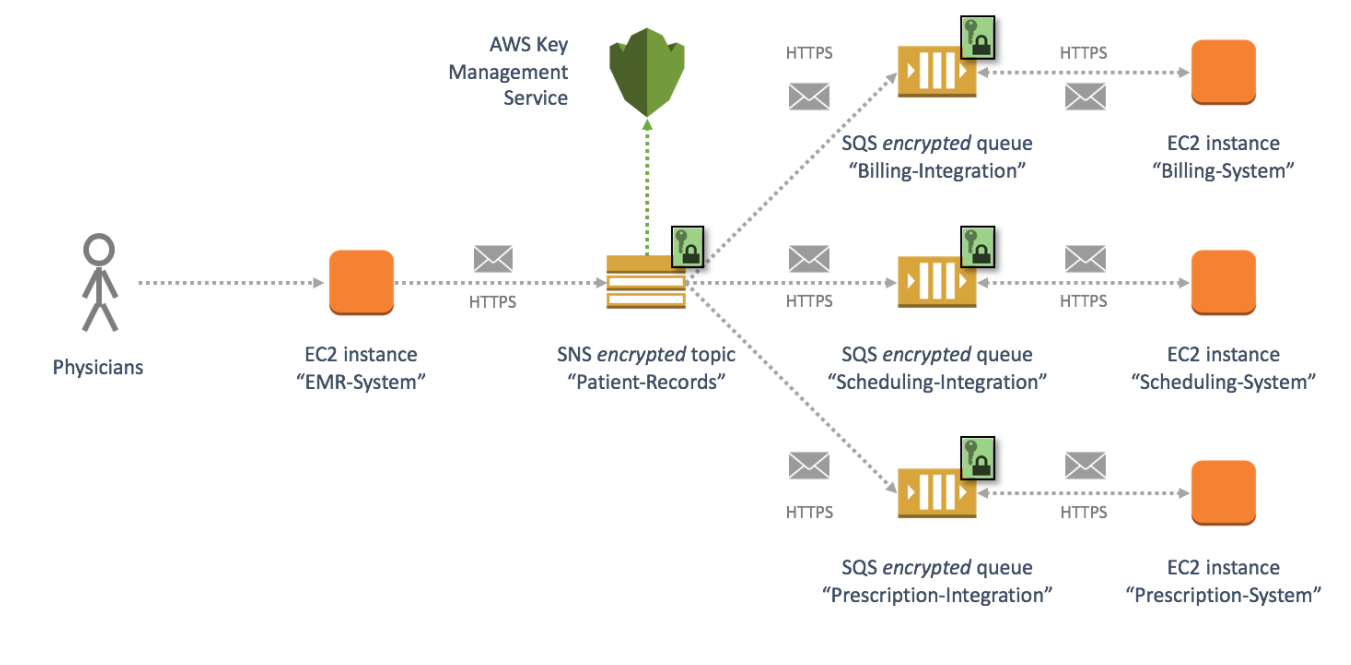 AWS Key
Management
Service
HTTPS
HTTPS
SQS encrypted queue
“Billing-Integration”
EC2 instance
“Billing-System”
Physicians
EC2 instance
“EMR-System”
HTTPS
SNS encrypted topic
“Patient-Records”
HTTPS
SQS encrypted queue
“Scheduling-Integration”
HTTPS
EC2 instance
“Scheduling-System”
HTTPS
HTTPS
SQS encrypted queue
“Prescription-Integration”
EC2 instance
“Prescription-System”